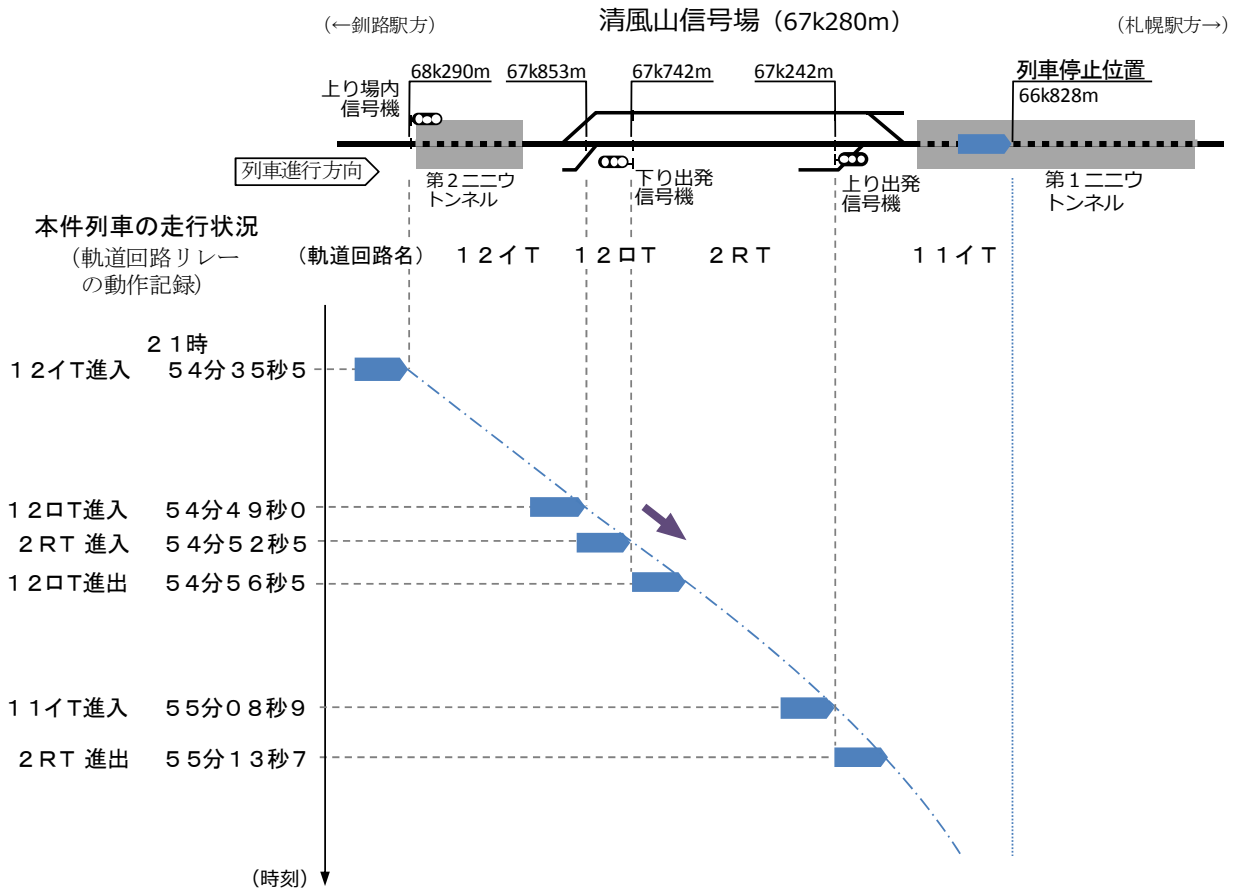 清風山信号場（67k280m）
（←釧路駅方）
（札幌駅方→）
68k290m
67k853m
67k742m
67k242m
列車停止位置
66k828m
上り場内
信号機
列車進行方向
第２ニニウ
トンネル
下り出発
信号機
上り出発
信号機
第１ニニウ
トンネル
本件列車の走行状況
（軌道回路リレー
の動作記録）
（軌道回路名）
１２イＴ
１２ロＴ
２ＲＴ
１１イＴ
２１時
１２イＴ進入　５４分３５秒５
１２ロＴ進入　５４分４９秒０
２ＲＴ 進入　５４分５２秒５
１２ロＴ進出　５４分５６秒５
１１イＴ進入　５５分０８秒９
２ＲＴ 進出　５５分１３秒７
（時刻）